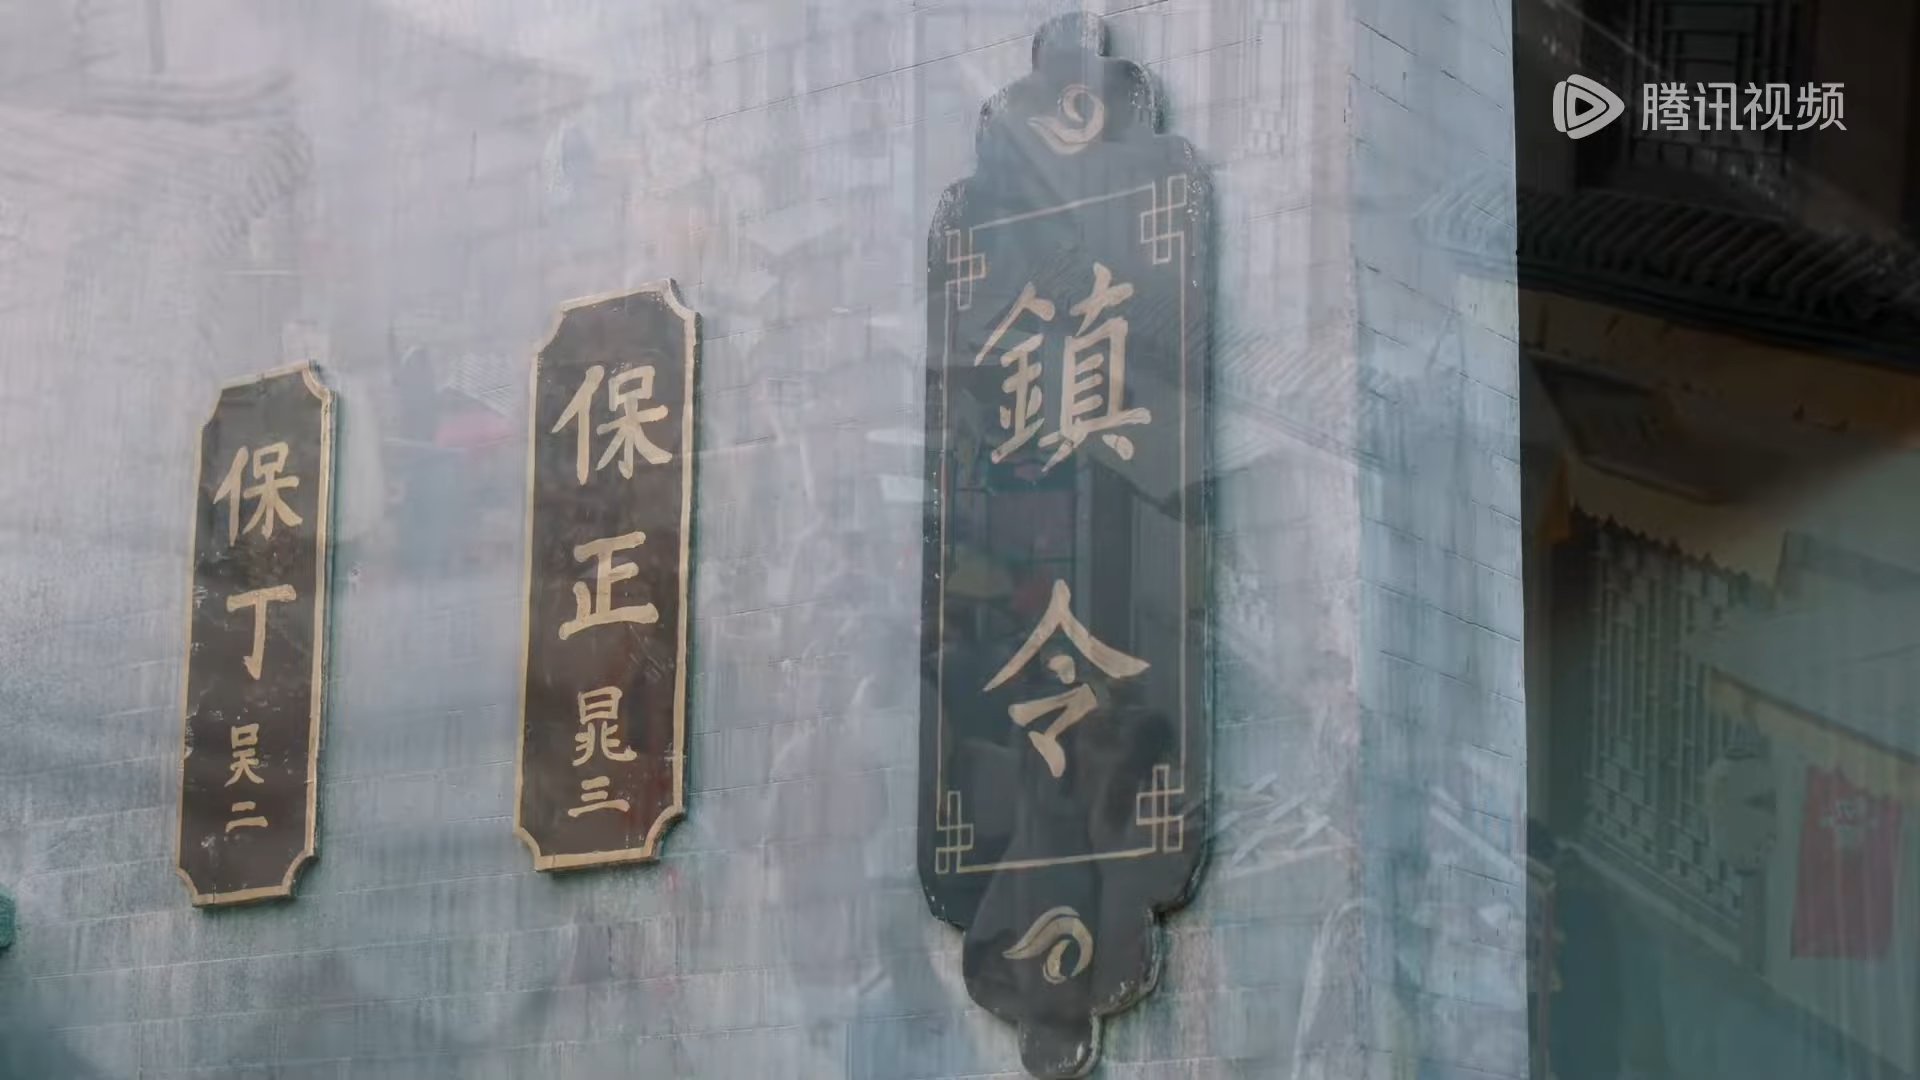 鎮令
保正 晁三
保丁 吴二
腾讯视频